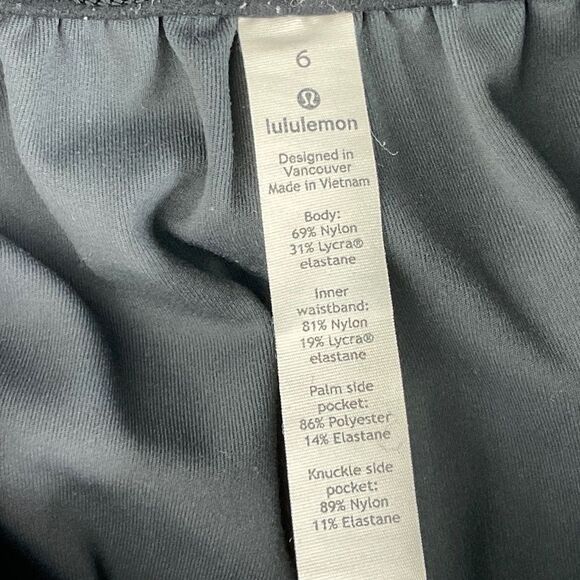 6
lululemon
Designed in
Vancouver
Made in Vietnam
Body:
69% Nylon
31% Lycra®
elastane
Inner
waistband:
81% Nylon
19% Lycra®
elastane
Palm side
pocket:
86% Polyester
14% Elastane
Knuckle side
pocket:
89% Nylon
11% Elastane